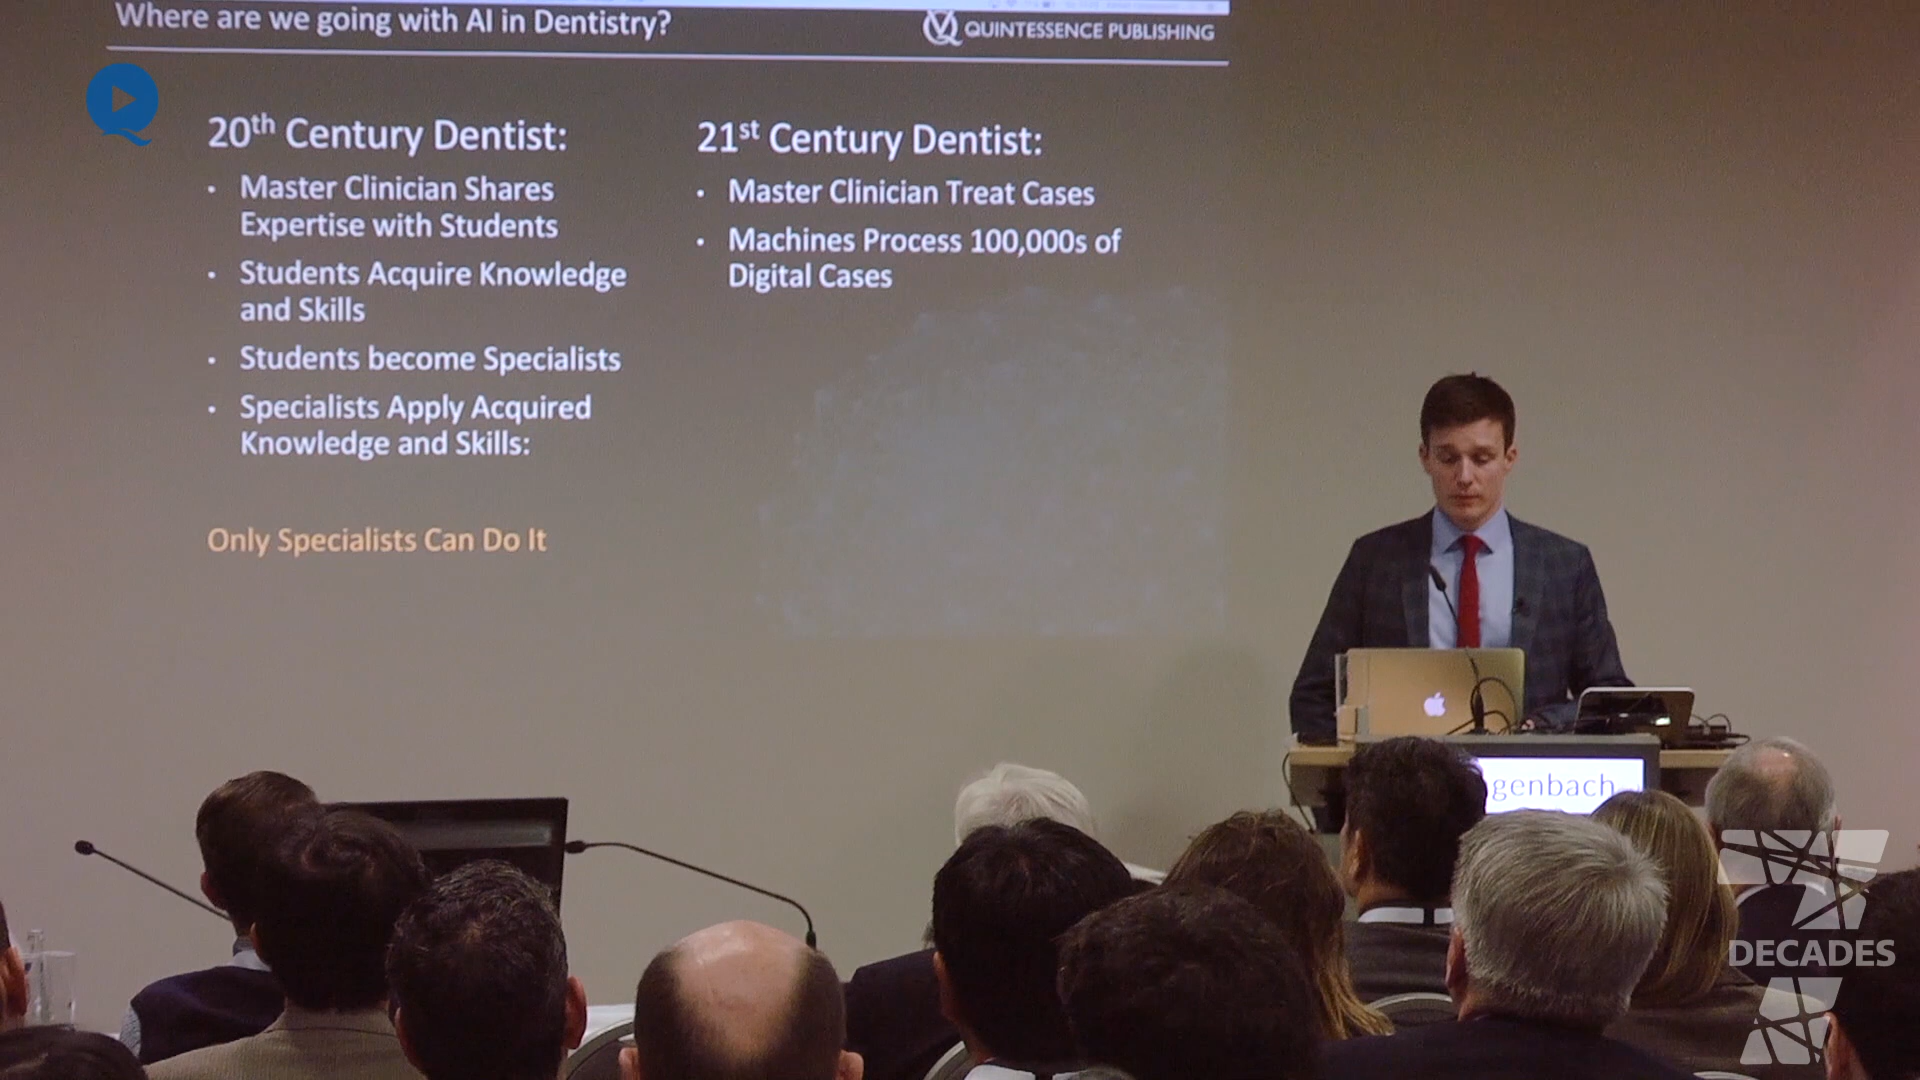 Where are we going with AI in Dentistry?
QUINTESSENCE PUBLISHING
20th Century Dentist:
• Master Clinician Shares
Expertise with Students
• Students Acquire Knowledge
and Skills
• Students become Specialists
• Specialists Apply Acquired
Knowledge and Skills:
Only Specialists Can Do It
21st Century Dentist:
• Master Clinician Treat Cases
• Machines Process 100,000s of
Digital Cases
genbach
7 DECADES